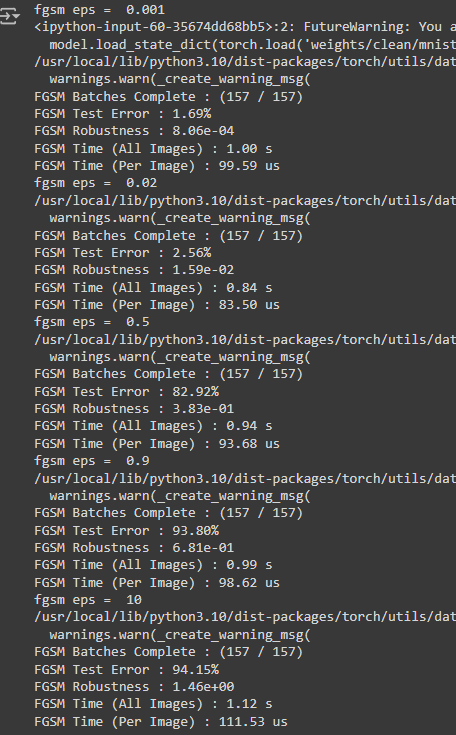 fgsm eps =  0.001
<ipython-input-60-35674dd68bb5>:2: FutureWarning: You a
  model.load_state_dict(torch.load('weights/clean/mnist
/usr/local/lib/python3.10/dist-packages/torch/utils/dat
  warnings.warn(_create_warning_msg(
FGSM Batches Complete : (157 / 157)
FGSM Test Error : 1.69%
FGSM Robustness : 8.06e-04
FGSM Time (All Images) : 1.00 s
FGSM Time (Per Image) : 99.59 us
fgsm eps =  0.02
/usr/local/lib/python3.10/dist-packages/torch/utils/dat
  warnings.warn(_create_warning_msg(
FGSM Batches Complete : (157 / 157)
FGSM Test Error : 2.56%
FGSM Robustness : 1.59e-02
FGSM Time (All Images) : 0.84 s
FGSM Time (Per Image) : 83.50 us
fgsm eps =  0.5
/usr/local/lib/python3.10/dist-packages/torch/utils/dat
  warnings.warn(_create_warning_msg(
FGSM Batches Complete : (157 / 157)
FGSM Test Error : 82.92%
FGSM Robustness : 3.83e-01
FGSM Time (All Images) : 0.94 s
FGSM Time (Per Image) : 93.68 us
fgsm eps =  0.9
/usr/local/lib/python3.10/dist-packages/torch/utils/dat
  warnings.warn(_create_warning_msg(
FGSM Batches Complete : (157 / 157)
FGSM Test Error : 93.80%
FGSM Robustness : 6.81e-01
FGSM Time (All Images) : 0.99 s
FGSM Time (Per Image) : 98.62 us
fgsm eps =  10
/usr/local/lib/python3.10/dist-packages/torch/utils/dat
  warnings.warn(_create_warning_msg(
FGSM Batches Complete : (157 / 157)
FGSM Test Error : 94.15%
FGSM Robustness : 1.46e+00
FGSM Time (All Images) : 1.12 s
FGSM Time (Per Image) : 111.53 us